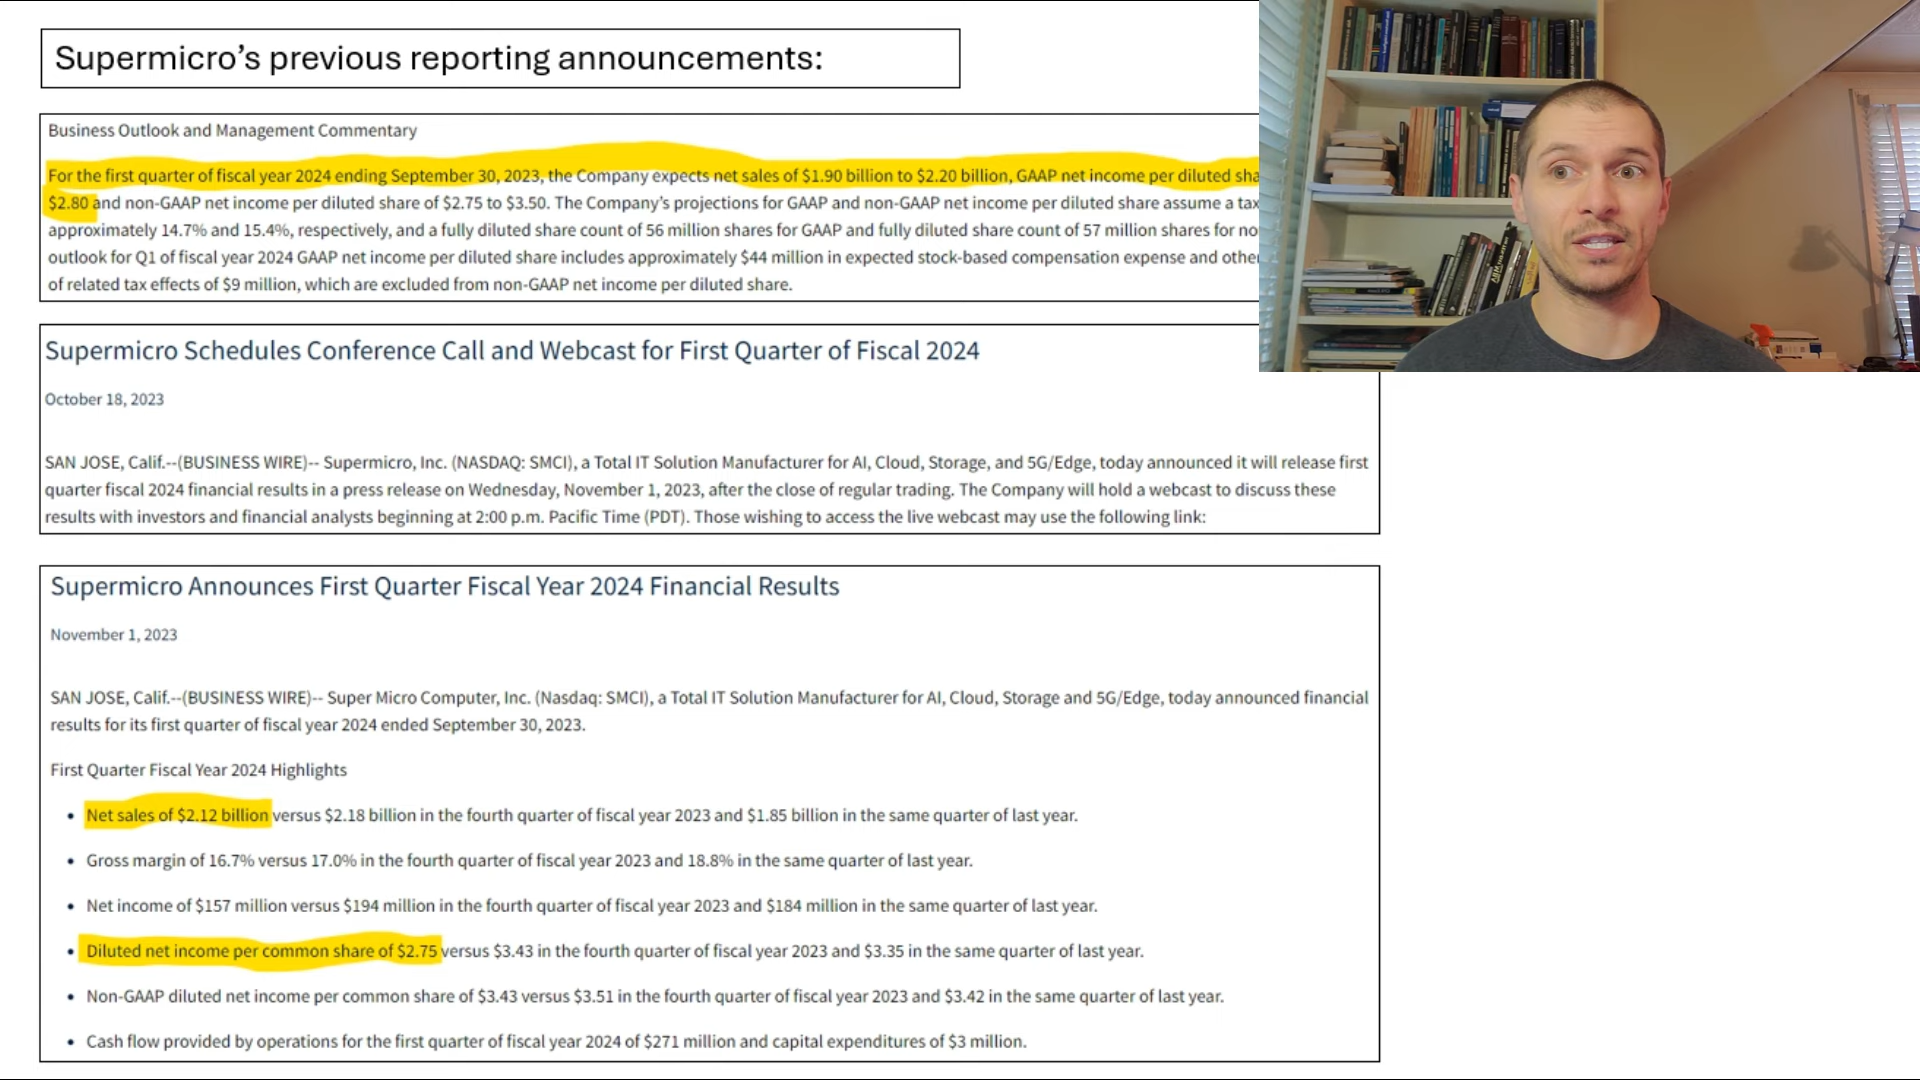 Supermicro’s previous reporting announcements:
Business Outlook and Management Commentary
For the first quarter of fiscal year 2024 ending September 30, 2023, the Company expects net sales of $1.90 billion to $2.20 billion, GAAP net income per diluted sha
$2.80 and non-GAAP net income per diluted share of $2.75 to $3.50. The Company’s projections for GAAP and non-GAAP net income per diluted share assume a tax
approximately 14.7% and 15.4%, respectively, and a fully diluted share count of 56 million shares for GAAP and fully diluted share count of 57 million shares for no
outlook for Q1 of fiscal year 2024 GAAP net income per diluted share includes approximately $44 million in expected stock-based compensation expense and other
of related tax effects of $9 million, which are excluded from non-GAAP net income per diluted share.
Supermicro Schedules Conference Call and Webcast for First Quarter of Fiscal 2024
October 18, 2023
SAN JOSE, Calif.--(BUSINESS WIRE)-- Supermicro, Inc. (NASDAQ: SMCI), a Total IT Solution Manufacturer for AI, Cloud, Storage, and 5G/Edge, today announced it will release first
quarter fiscal 2024 financial results in a press release on Wednesday, November 1, 2023, after the close of regular trading. The Company will hold a webcast to discuss these
results with investors and financial analysts beginning at 2:00 p.m. Pacific Time (PDT). Those wishing to access the live webcast may use the following link:
Supermicro Announces First Quarter Fiscal Year 2024 Financial Results
November 1, 2023
SAN JOSE, Calif.--(BUSINESS WIRE)-- Super Micro Computer, Inc. (Nasdaq: SMCI), a Total IT Solution Manufacturer for AI, Cloud, Storage and 5G/Edge, today announced financial
results for its first quarter of fiscal year 2024 ended September 30, 2023.
First Quarter Fiscal Year 2024 Highlights
• Net sales of $2.12 billion versus $2.18 billion in the fourth quarter of fiscal year 2023 and $1.85 billion in the same quarter of last year.
• Gross margin of 16.7% versus 17.0% in the fourth quarter of fiscal year 2023 and 18.8% in the same quarter of last year.
• Net income of $157 million versus $194 million in the fourth quarter of fiscal year 2023 and $184 million in the same quarter of last year.
• Diluted net income per common share of $2.75 versus $3.43 in the fourth quarter of fiscal year 2023 and $3.35 in the same quarter of last year.
• Non-GAAP diluted net income per common share of $3.43 versus $3.51 in the fourth quarter of fiscal year 2023 and $3.42 in the same quarter of last year.
• Cash flow provided by operations for the first quarter of fiscal year 2024 of $271 million and capital expenditures of $3 million.